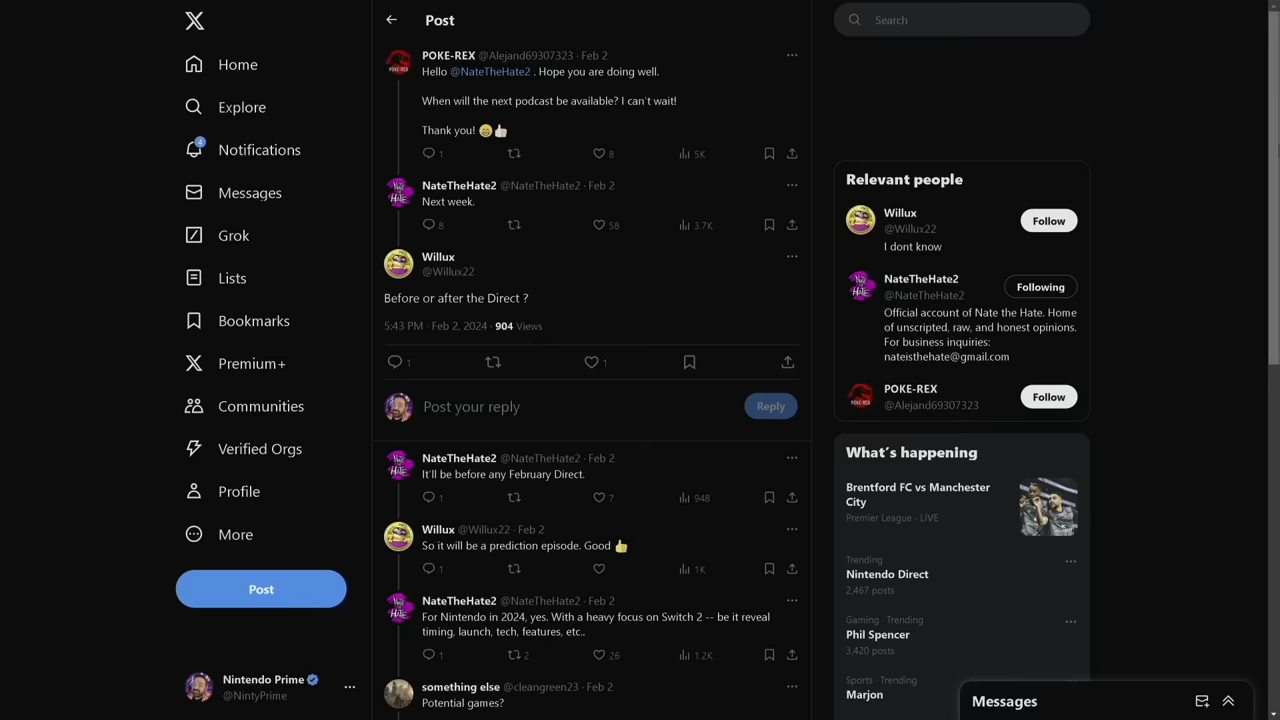 Post
Search
Home
Explore
4
Notifications
Messages
Grok
Lists
Bookmarks
Premium+
Communities
Verified Orgs
Profile
More
Post
Nintendo Prime
@NintyPrime
POKE-REX @Alejand69307323 · Feb 2
Hello @NateTheHate2 . Hope you are doing well.
When will the next podcast be available? I can't wait!
Thank you! 😁👍
1 8 5K
NateTheHate2 @NateTheHate2 · Feb 2
Next week.
8 58 3.7K
Willux
@Willux22
Before or after the Direct ?
5:43 PM · Feb 2, 2024 · 904 Views
1 1
Post your reply
Reply
NateTheHate2 @NateTheHate2 · Feb 2
It'll be before any February Direct.
1 7 948
Willux @Willux22 · Feb 2
So it will be a prediction episode. Good 👍
1 1K
NateTheHate2 @NateTheHate2 · Feb 2
For Nintendo in 2024, yes. With a heavy focus on Switch 2 -- be it reveal
timing, launch, tech, features, etc..
1 2 26 1.2K
something else @cleangreen23 · Feb 2
Potential games?
Relevant people
Willux
@Willux22
Follow
I dont know
NateTheHate2
@NateTheHate2
Following
Official account of Nate the Hate. Home
of unscripted, raw, and honest opinions.
For business inquiries:
nateisthehate@gmail.com
POKE-REX
@Alejand69307323
Follow
What's happening
Brentford FC vs Manchester
City
Premier League · LIVE
Trending
Nintendo Direct
2,467 posts
Gaming · Trending
Phil Spencer
3,420 posts
Sports · Trending
Marjon
Messages